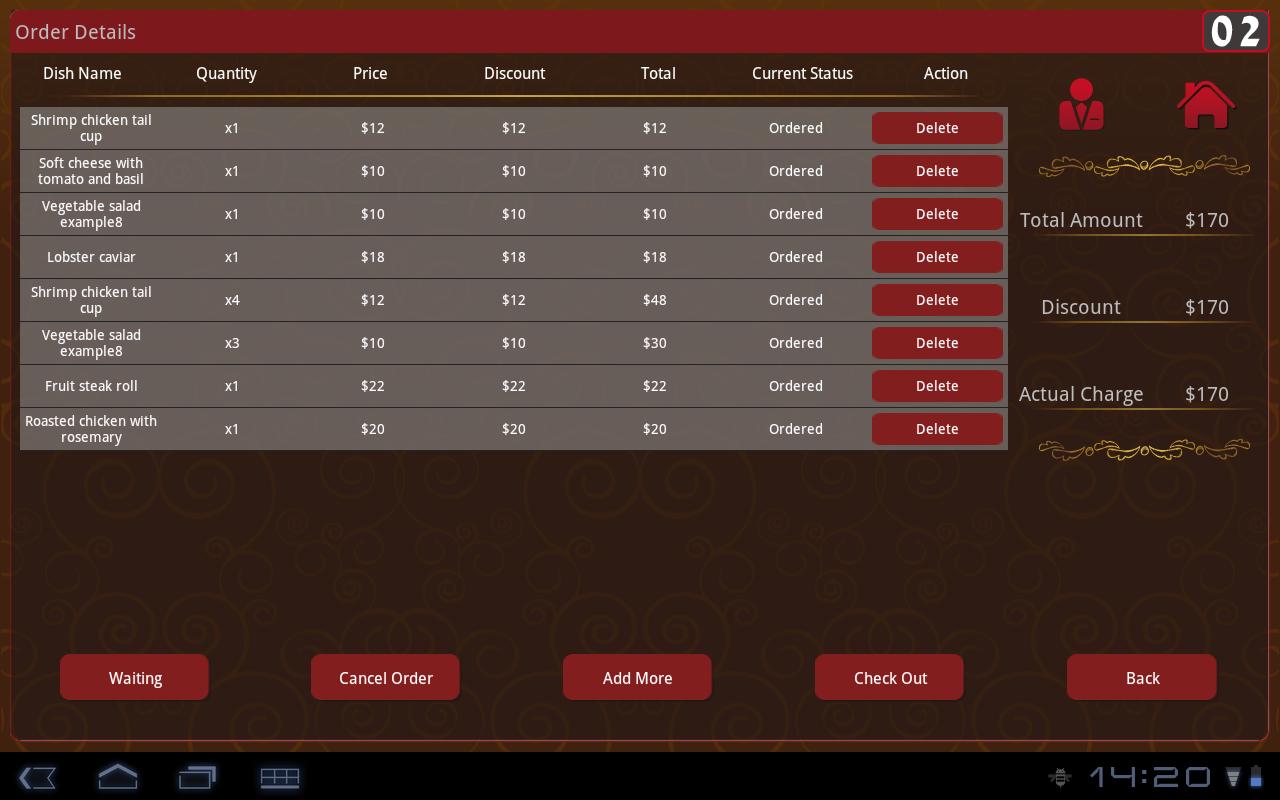 Order Details
02
Dish Name Quantity Price Discount Total Current Status Action
Shrimp chicken tail
cup
x1 $12 $12 $12 Ordered Delete
Soft cheese with
tomato and basil
x1 $10 $10 $10 Ordered Delete
Vegetable salad
example8
x1 $10 $10 $10 Ordered Delete
Lobster caviar x1 $18 $18 $18 Ordered Delete
Shrimp chicken tail
cup
x4 $12 $12 $48 Ordered Delete
Vegetable salad
example8
x3 $10 $10 $30 Ordered Delete
Fruit steak roll x1 $22 $22 $22 Ordered Delete
Roasted chicken with
rosemary
x1 $20 $20 $20 Ordered Delete
Total Amount $170
Discount $170
Actual Charge $170
Waiting Cancel Order Add More Check Out Back
14:20